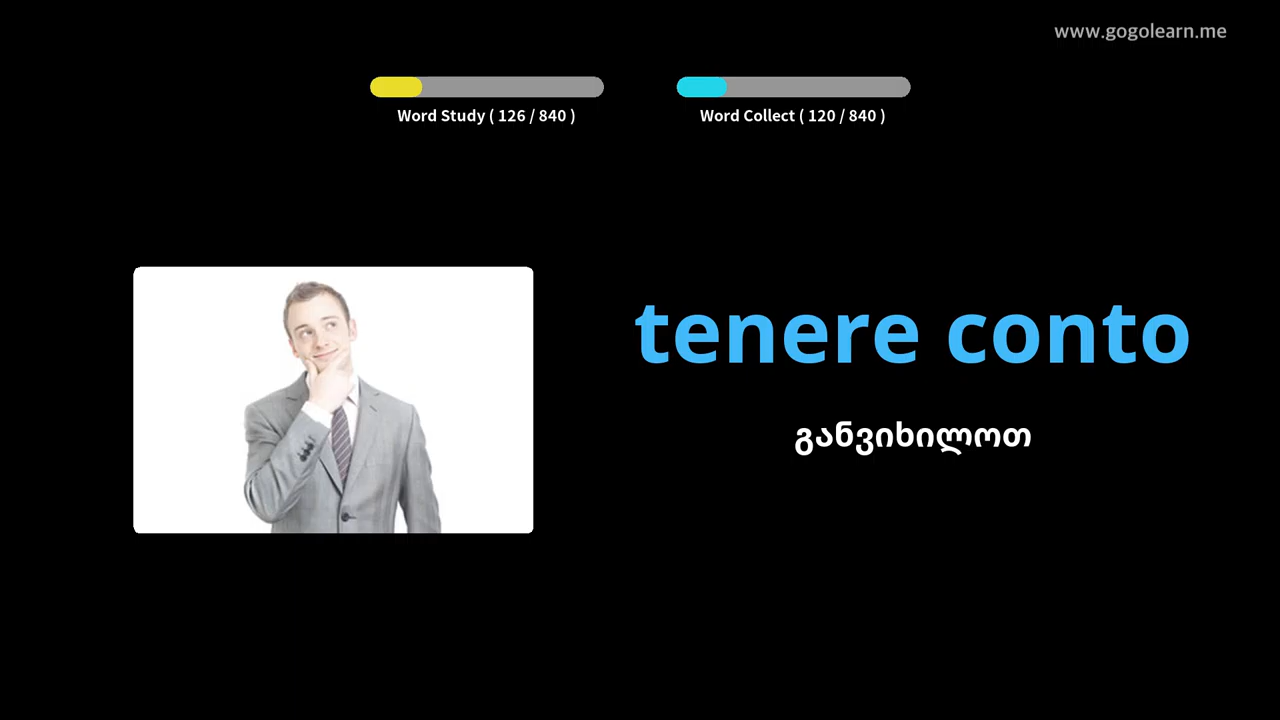 www.gogolearn.me
Word Study ( 126 / 840 )
Word Collect ( 120 / 840 )
tenere conto
განვიხილოთ